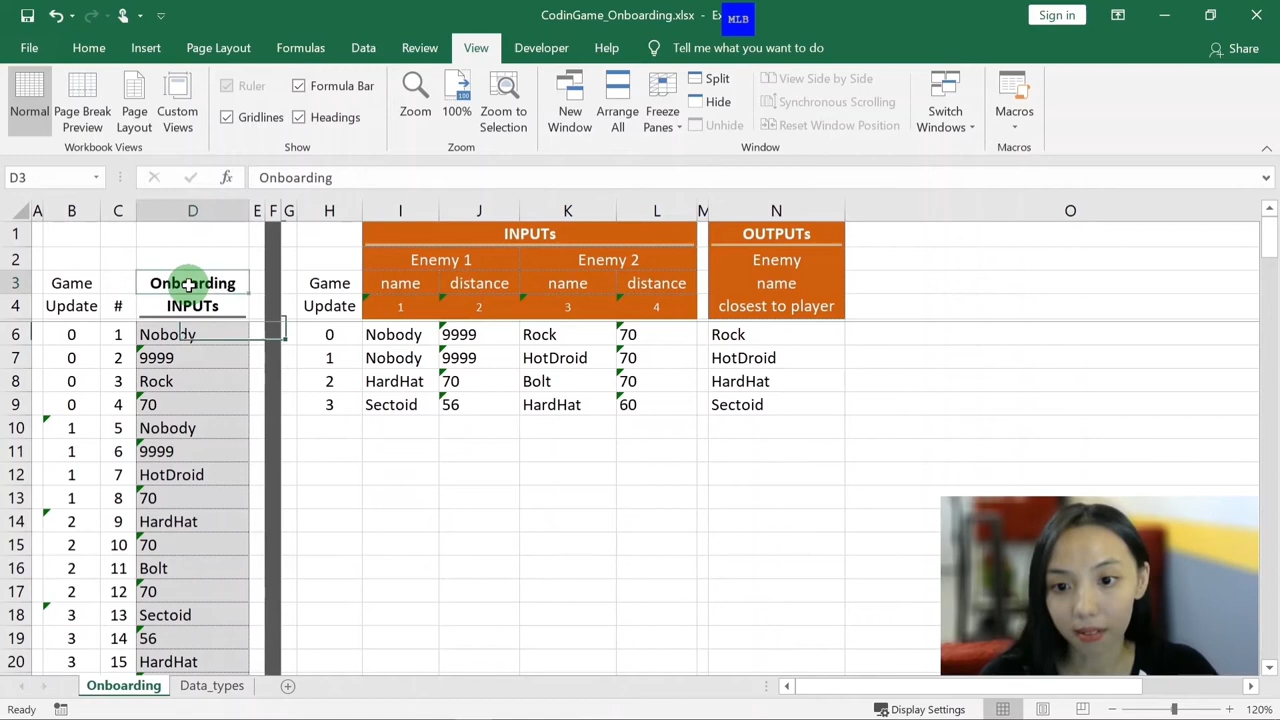 CodinGame_Onboarding.xlsx - Ex
MLB
Sign in
File Home Insert Page Layout Formulas Data Review View Developer Help Tell me what you want to do Share
Normal
Page Break Preview
Page Layout
Custom Views
Workbook Views
Ruler
Formula Bar
Gridlines
Headings
Show
Zoom
100%
Zoom to Selection
Zoom
New Window
Arrange All
Freeze Panes
Split
Hide
Unhide
View Side by Side
Synchronous Scrolling
Reset Window Position
Window
Switch Windows
Macros
Macros
D3 fx Onboarding
A B C D E F G H I J K L M N O
1 INPUTs OUTPUTs
2 Enemy 1 Enemy 2 Enemy
3 Game Onboarding Game name distance name distance name
4 Update # INPUTs Update 1 2 3 4 closest to player
6 0 1 Nobody 0 Nobody 9999 Rock 70 Rock
7 0 2 9999 1 Nobody 9999 HotDroid 70 HotDroid
8 0 3 Rock 2 HardHat 70 Bolt 70 HardHat
9 0 4 70 3 Sectoid 56 HardHat 60 Sectoid
10 1 5 Nobody
11 1 6 9999
12 1 7 HotDroid
13 1 8 70
14 2 9 HardHat
15 2 10 70
16 2 11 Bolt
17 2 12 70
18 3 13 Sectoid
19 3 14 56
20 3 15 HardHat
Onboarding Data_types
Ready Display Settings 120%